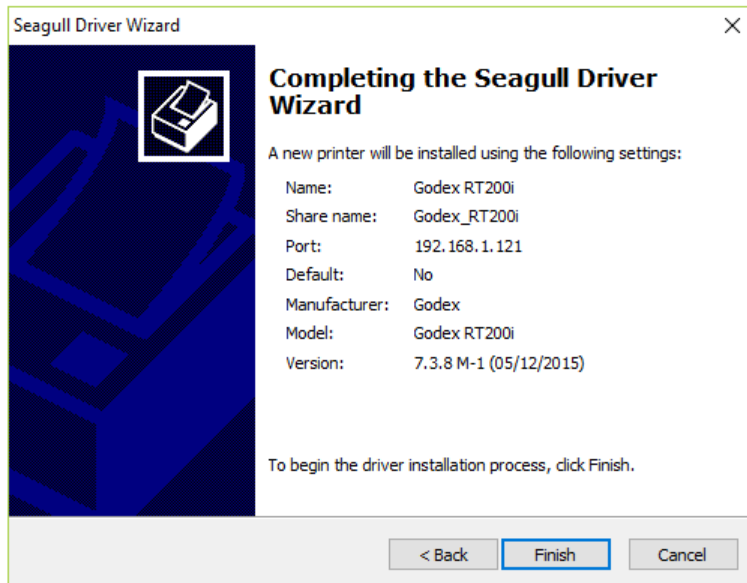 Seagull Driver Wizard
Completing the Seagull Driver
Wizard
A new printer will be installed using the following settings:
Name: Godex RT200i
Share name: Godex_RT200i
Port: 192.168.1.121
Default: No
Manufacturer: Godex
Model: Godex RT200i
Version: 7.3.8 M-1 (05/12/2015)
To begin the driver installation process, click Finish.
< Back Finish Cancel